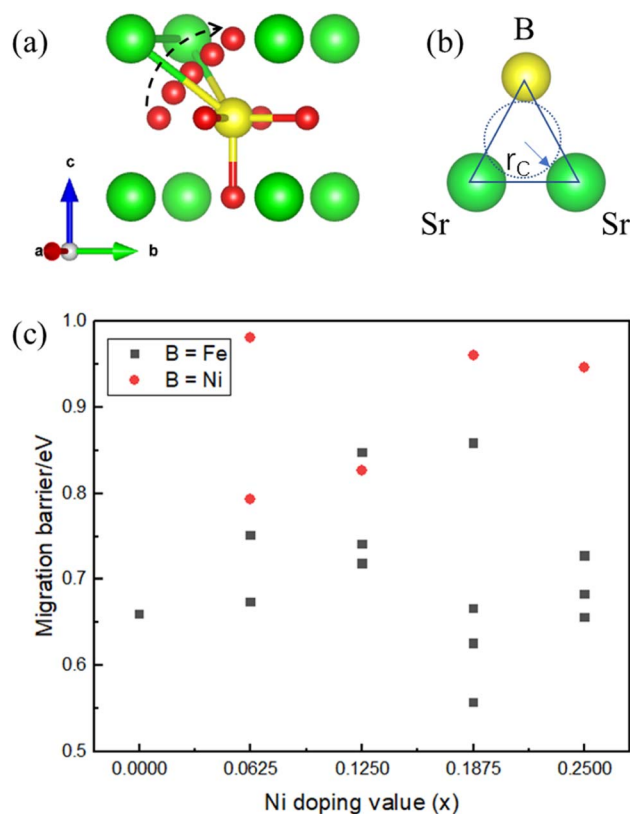 (a)
c
a
b
(b)
B
r_C
Sr
Sr
(c)
B = Fe
B = Ni
Migration barrier/eV
1.0
0.9
0.8
0.7
0.6
0.5
0.0000 0.0625 0.1250 0.1875 0.2500
Ni doping value (x)